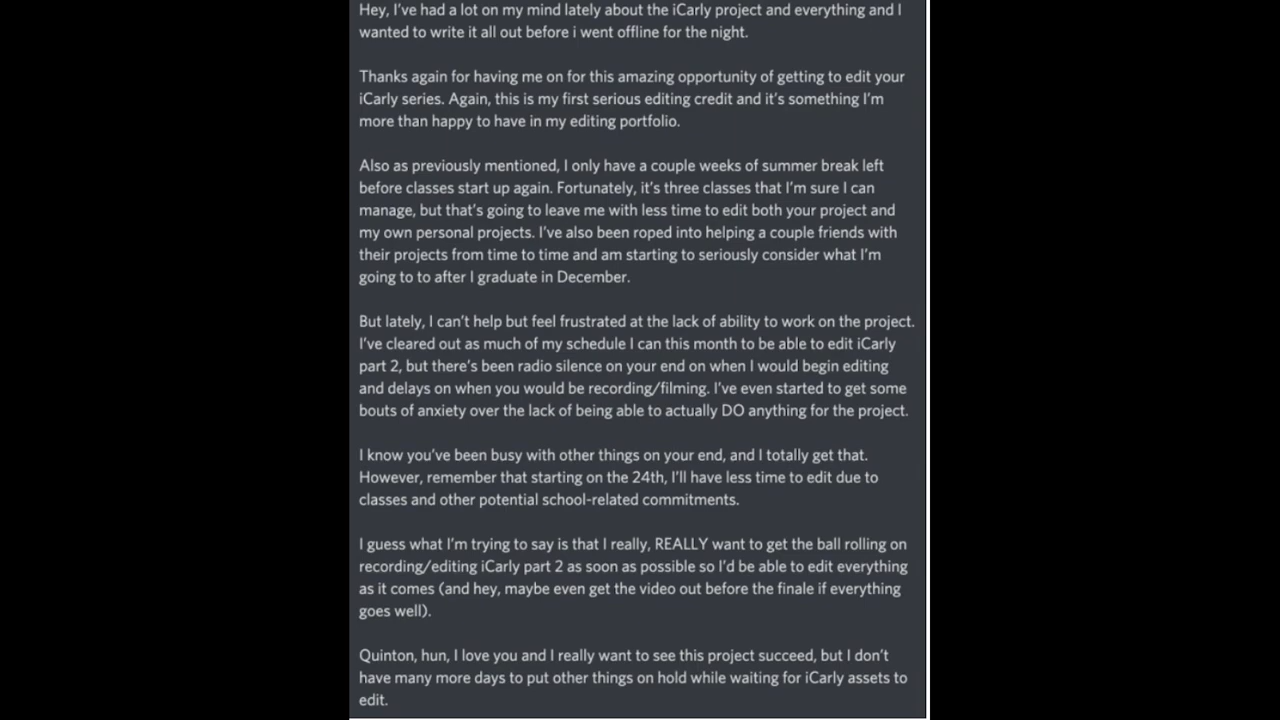 Hey, I've had a lot on my mind lately about the iCarly project and everything and I
wanted to write it all out before i went offline for the night.
Thanks again for having me on for this amazing opportunity of getting to edit your
iCarly series. Again, this is my first serious editing credit and it's something I'm
more than happy to have in my editing portfolio.
Also as previously mentioned, I only have a couple weeks of summer break left
before classes start up again. Fortunately, it's three classes that I'm sure I can
manage, but that's going to leave me with less time to edit both your project and
my own personal projects. I've also been roped into helping a couple friends with
their projects from time to time and am starting to seriously consider what I'm
going to to after I graduate in December.
But lately, I can't help but feel frustrated at the lack of ability to work on the project.
I've cleared out as much of my schedule I can this month to be able to edit iCarly
part 2, but there's been radio silence on your end on when I would begin editing
and delays on when you would be recording/filming. I've even started to get some
bouts of anxiety over the lack of being able to actually DO anything for the project.
I know you've been busy with other things on your end, and I totally get that.
However, remember that starting on the 24th, I'll have less time to edit due to
classes and other potential school-related commitments.
I guess what I'm trying to say is that I really, REALLY want to get the ball rolling on
recording/editing iCarly part 2 as soon as possible so I'd be able to edit everything
as it comes (and hey, maybe even get the video out before the finale if everything
goes well).
Quinton, hun, I love you and I really want to see this project succeed, but I don't
have many more days to put other things on hold while waiting for iCarly assets to
edit.